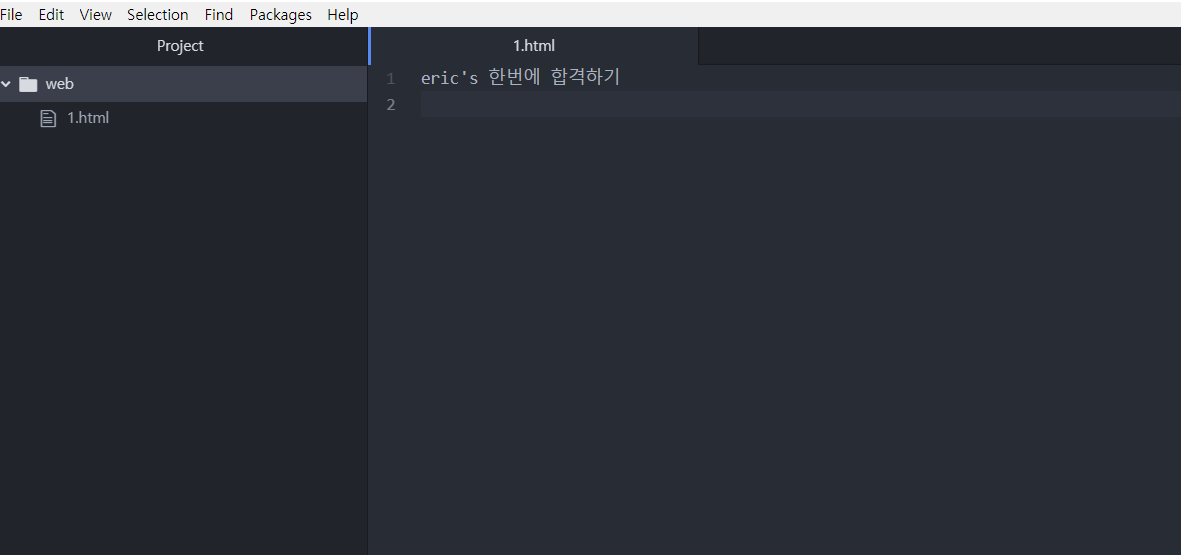 File Edit View Selection Find Packages Help
Project
web
1.html
1.html
1 eric's 한번에 합격하기
2